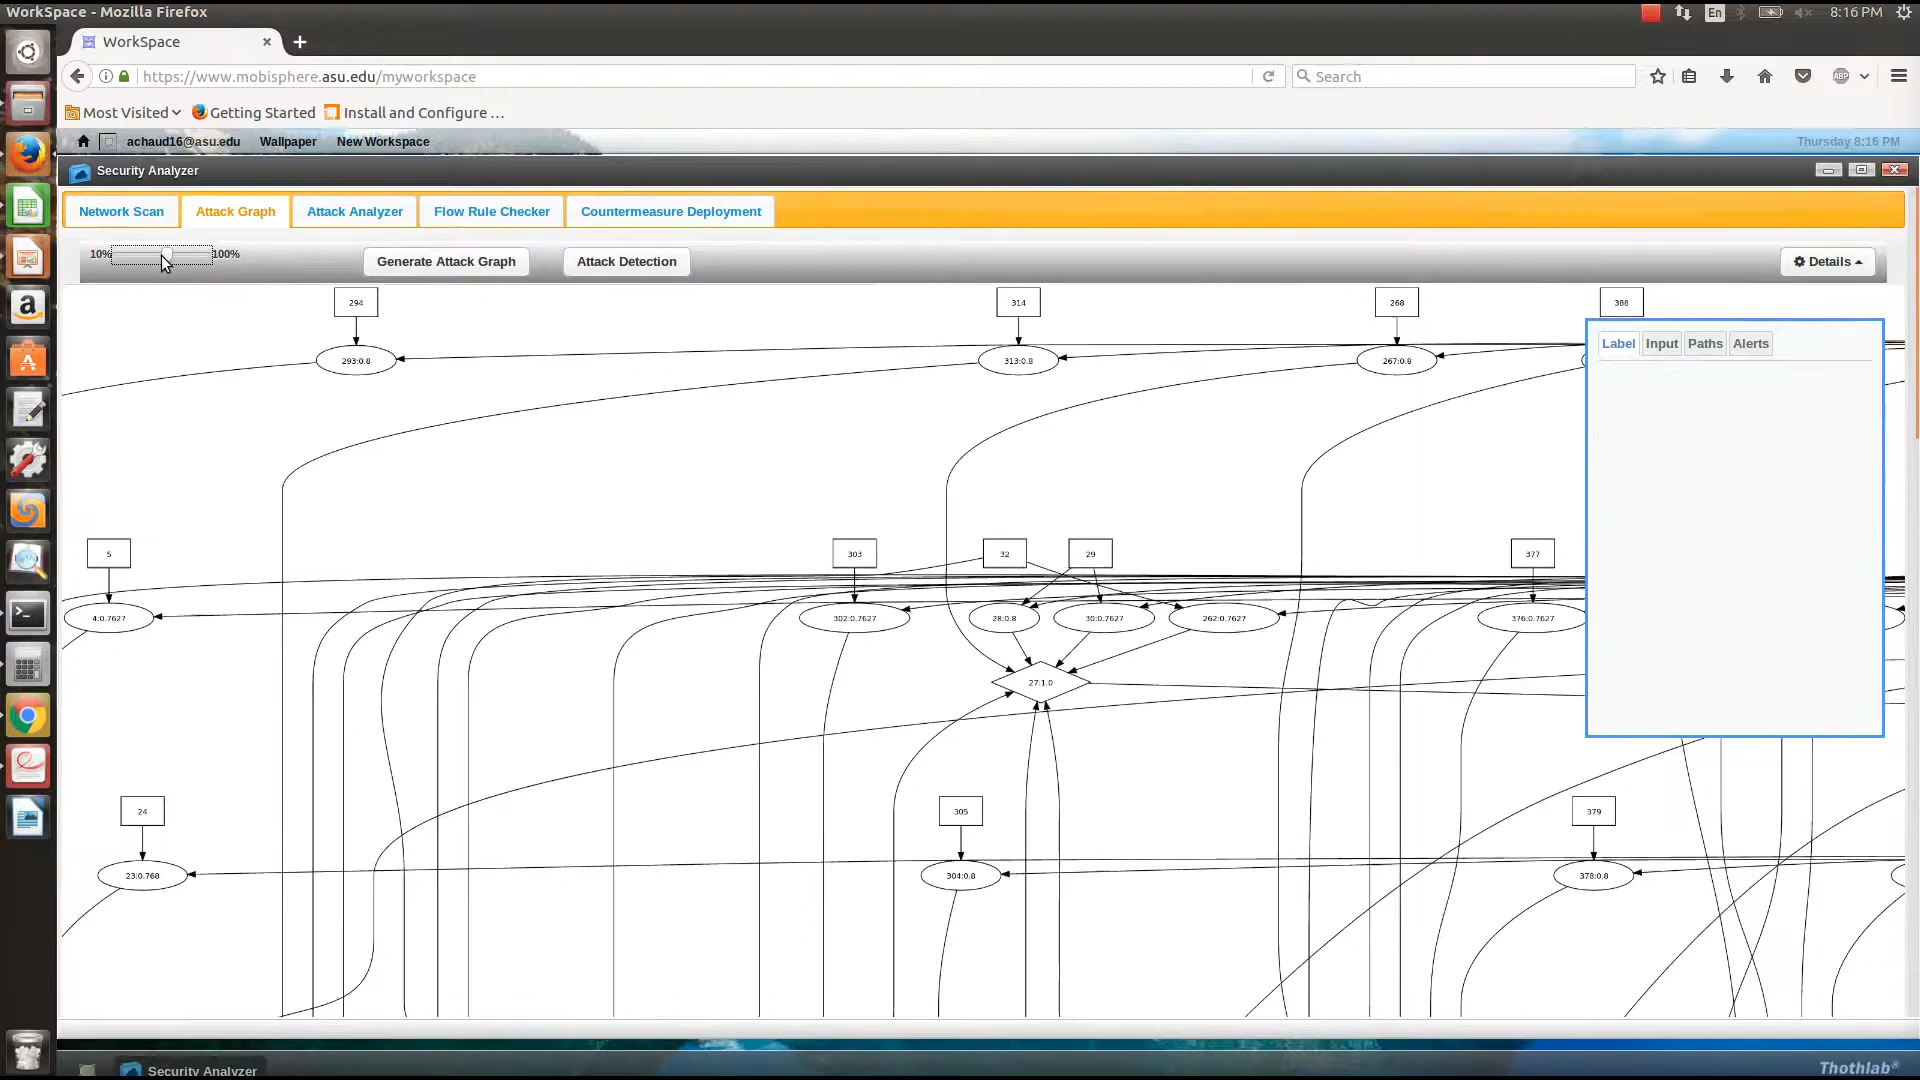 WorkSpace - Mozilla Firefox
En
8:16 PM
WorkSpace
https://www.mobisphere.asu.edu/myworkspace
Search
ABP
Most Visited
Getting Started
Install and Configure ...
achaud16@asu.edu
Wallpaper
New Workspace
Thursday 8:16 PM
Security Analyzer
Network Scan
Attack Graph
Attack Analyzer
Flow Rule Checker
Countermeasure Deployment
10%
100%
Generate Attack Graph
Attack Detection
Details
294
314
268
388
293:0.8
313:0.8
267:0.8
Label
Input
Paths
Alerts
5
303
32
29
377
4:0.7627
302:0.7627
28:0.8
30:0.7627
262:0.7627
376:0.7627
27:1.0
24
305
379
23:0.768
304:0.8
378:0.8
Security Analyzer
Thothlab®